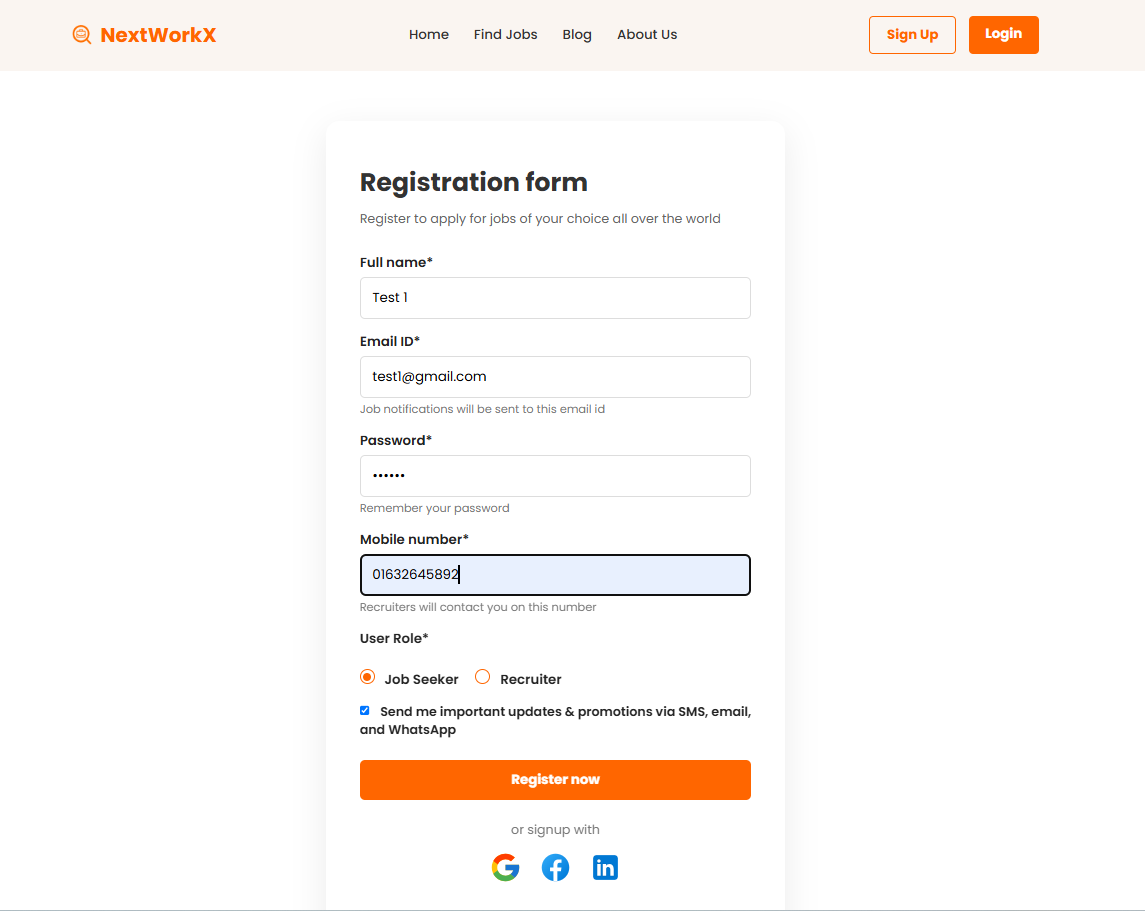 NextWorkX
Home Find Jobs Blog About Us
Sign Up Login
Registration form
Register to apply for jobs of your choice all over the world
Full name*
Test 1
Email ID*
test1@gmail.com
Job notifications will be sent to this email id
Password*
••••••
Remember your password
Mobile number*
01632645892
Recruiters will contact you on this number
User Role*
Job Seeker Recruiter
Send me important updates & promotions via SMS, email,
and WhatsApp
Register now
or signup with